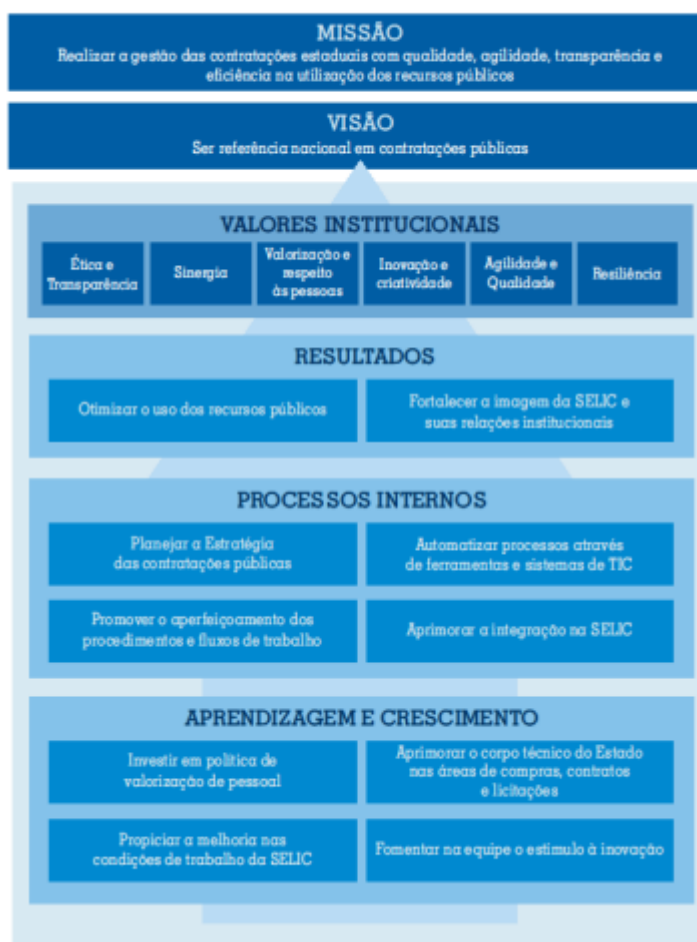 MISSÃO
Realizar a gestão das contratações estaduais com qualidade, agilidade, transparência e
eficiência na utilização dos recursos públicos
VISÃO
Ser referência nacional em contratações públicas
VALORES INSTITUCIONAIS
Ética e
Transparência
Sinergia
Valorização e
respeito
às pessoas
Inovação e
criatividade
Agilidade e
Qualidade
Resiliência
RESULTADOS
Otimizar o uso dos recursos públicos
Fortalecer a imagem da SELIC e
suas relações institucionais
PROCESSOS INTERNOS
Planejar a Estratégia
das contratações públicas
Automatizar processos através
de ferramentas e sistemas de TIC
Promover o aperfeiçoamento dos
procedimentos e fluxos de trabalho
Aprimorar a integração na SELIC
APRENDIZAGEM E CRESCIMENTO
Investir em política de
valorização de pessoal
Aprimorar o corpo técnico do Estado
nas áreas de compras, contratos
e licitações
Propiciar a melhoria nas
condições de trabalho da SELIC
Fomentar na equipe o estímulo à inovação